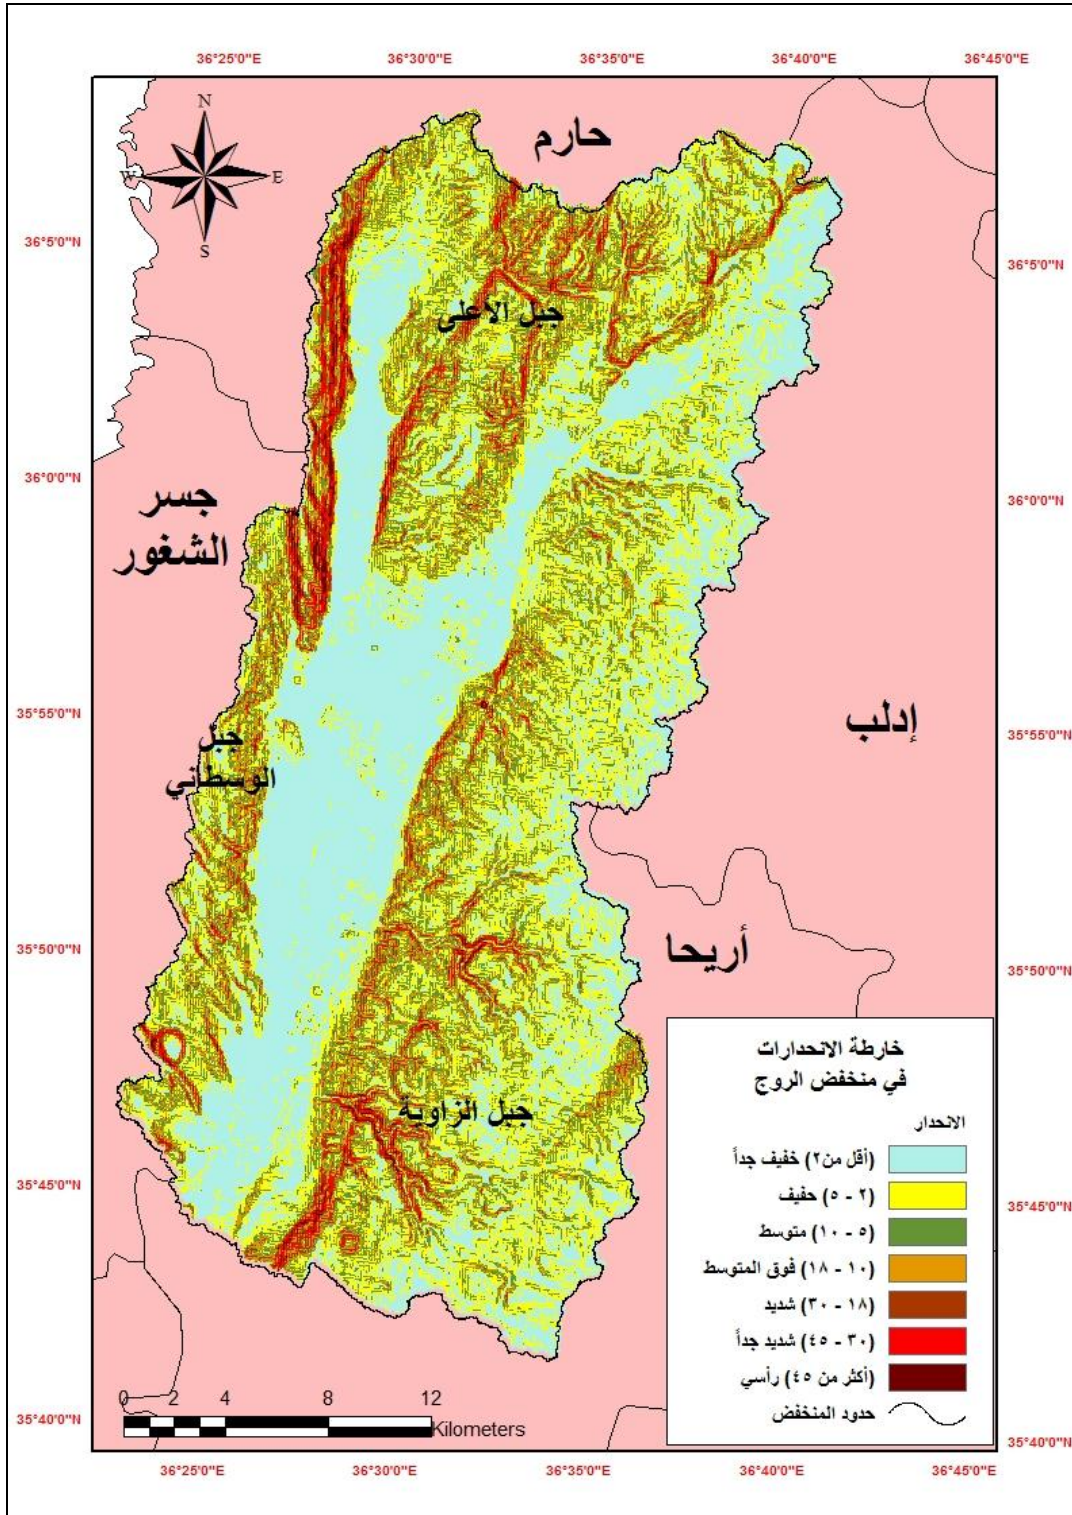 36°25'0"E 36°30'0"E 36°35'0"E 36°40'0"E 36°45'0"E
N
W E
S
حارم
36°5'0"N
36°5'0"N
جبل الاعلى
36°0'0"N
36°0'0"N
جسر
الشغور
35°55'0"N
35°55'0"N
إدلب
جبل
الوسطاني
35°50'0"N
35°50'0"N
أريحا
جبل الزاوية
35°45'0"N
35°45'0"N
خارطة الانحدارات
في منخفض الروج
الانحدار
(أقل من٢) خفيف جداً
(٢ - ٥) خفيف
(٥ - ١٠) متوسط
(١٠ - ١٨) فوق المتوسط
(١٨ - ٣٠) شديد
(٣٠ - ٤٥) شديد جداً
(أكثر من ٤٥) رأسي
حدود المنخفض
0 2 4 8 12
Kilometers
35°40'0"N
35°40'0"N
36°25'0"E 36°30'0"E 36°35'0"E 36°40'0"E 36°45'0"E